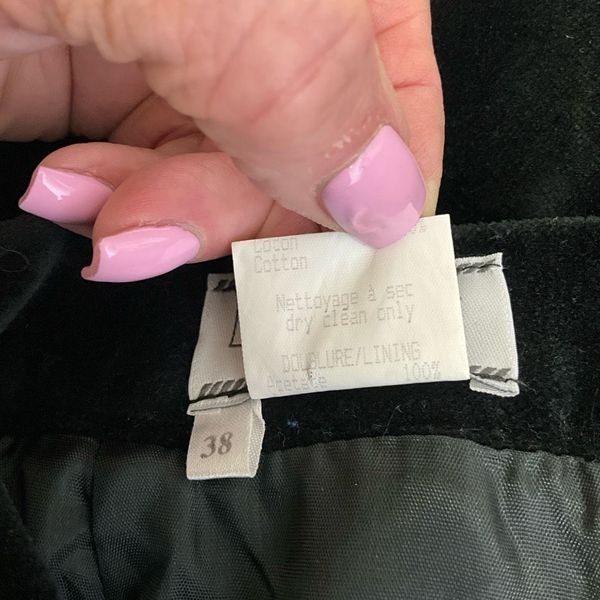 Coton %
Cotton
Nettoyage à sec
dry clean only
DOUBLURE/LINING
Acetate 100%
38